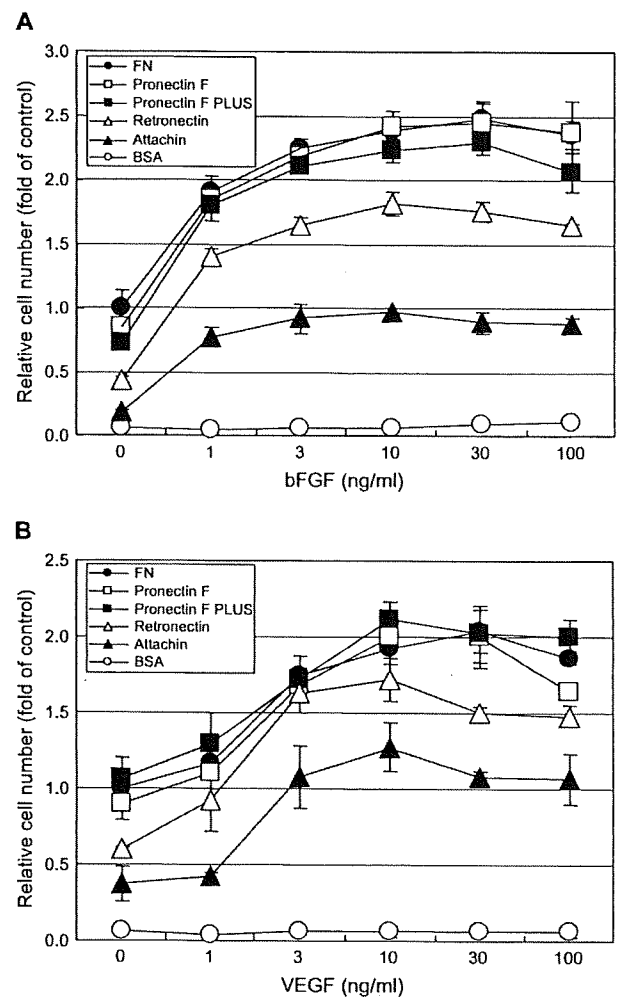 A
3.0
2.5
2.0
1.5
1.0
0.5
0.0
Relative cell number (fold of control)
FN
Pronectin F
Pronectin F PLUS
Retronectin
Attachin
BSA
0 1 3 10 30 100
bFGF (ng/ml)
B
2.5
2.0
1.5
1.0
0.5
0.0
Relative cell number (fold of control)
FN
Pronectin F
Pronectin F PLUS
Retronectin
Attachin
BSA
0 1 3 10 30 100
VEGF (ng/ml)